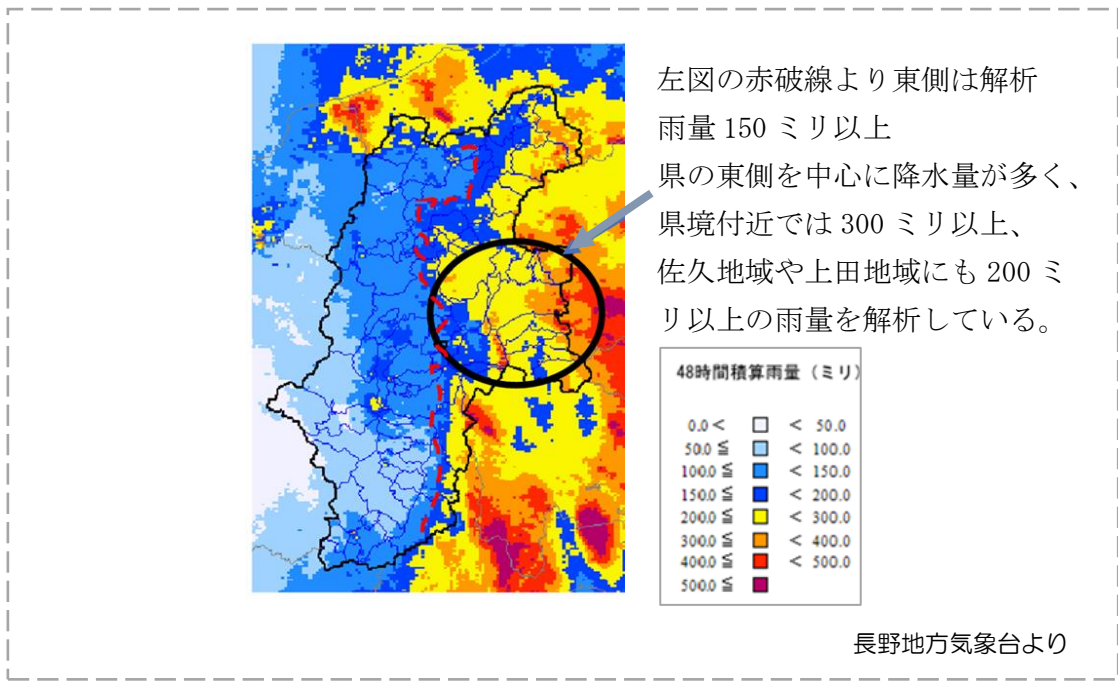 左図の赤破線より東側は解析
雨量 150 ミリ以上
県の東側を中心に降水量が多く、
県境付近では 300 ミリ以上、
佐久地域や上田地域にも 200 ミ
リ以上の雨量を解析している。
48時間積算雨量（ミリ）
0.0 < < 50.0
50.0 ≦ < 100.0
100.0 ≦ < 150.0
150.0 ≦ < 200.0
200.0 ≦ < 300.0
300.0 ≦ < 400.0
400.0 ≦ < 500.0
500.0 ≦
長野地方気象台より